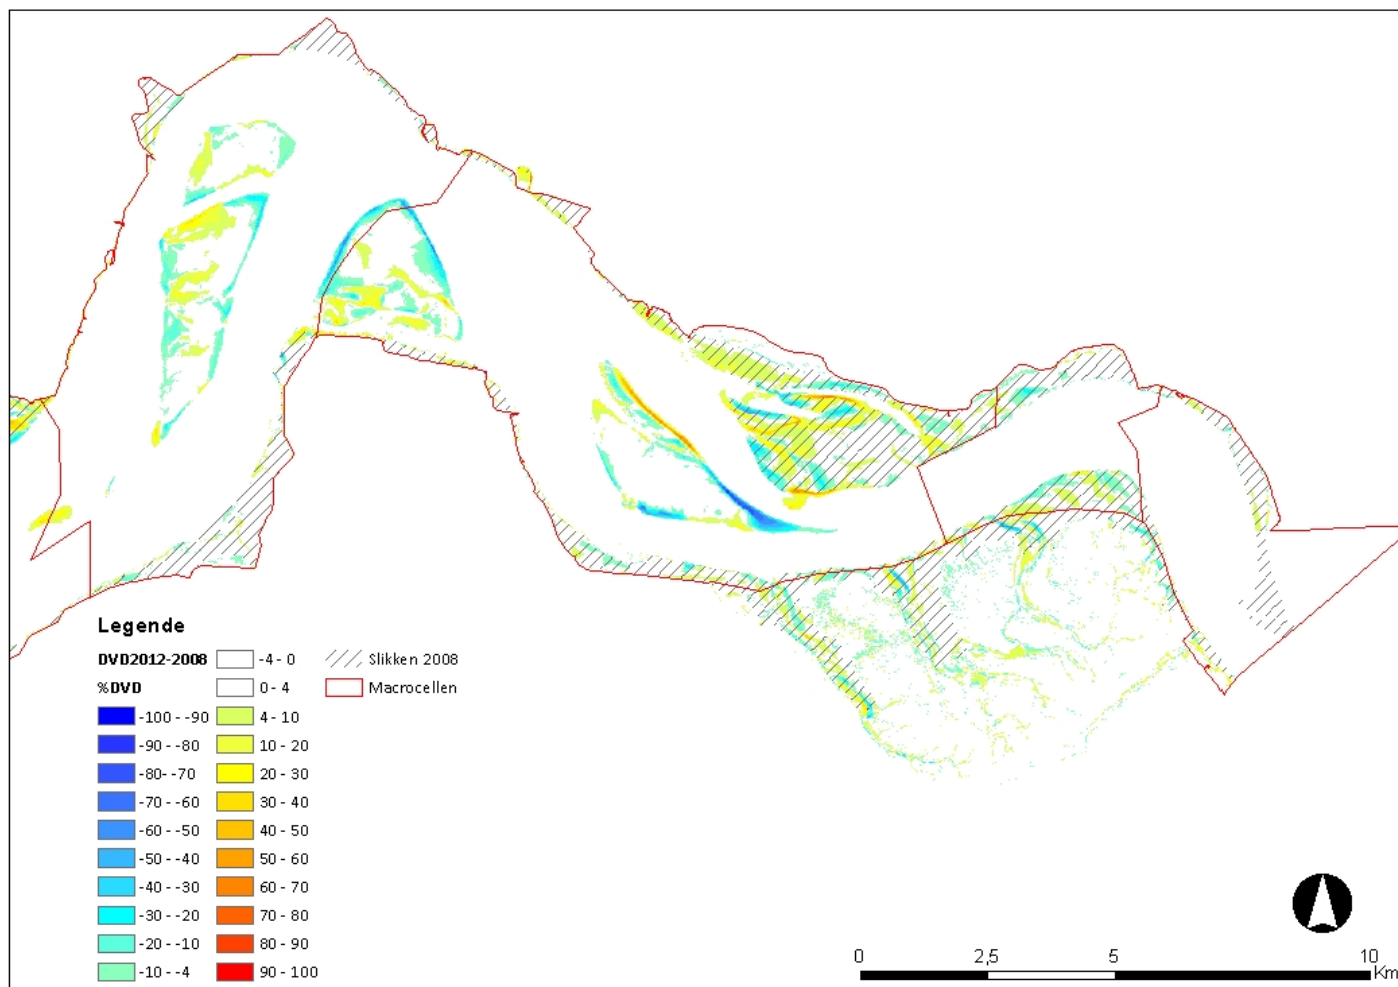 Legende
DVD2012-2008 -4 - 0 Slikken 2008
%DVD 0 - 4 Macrocellen
-100 - -90 4 - 10
-90 - -80 10 - 20
-80- -70 20 - 30
-70 - -60 30 - 40
-60 - -50 40 - 50
-50 - -40 50 - 60
-40 - -30 60 - 70
-30 - -20 70 - 80
-20 - -10 80 - 90
-10 - -4 90 - 100
0 2,5 5 10
Km